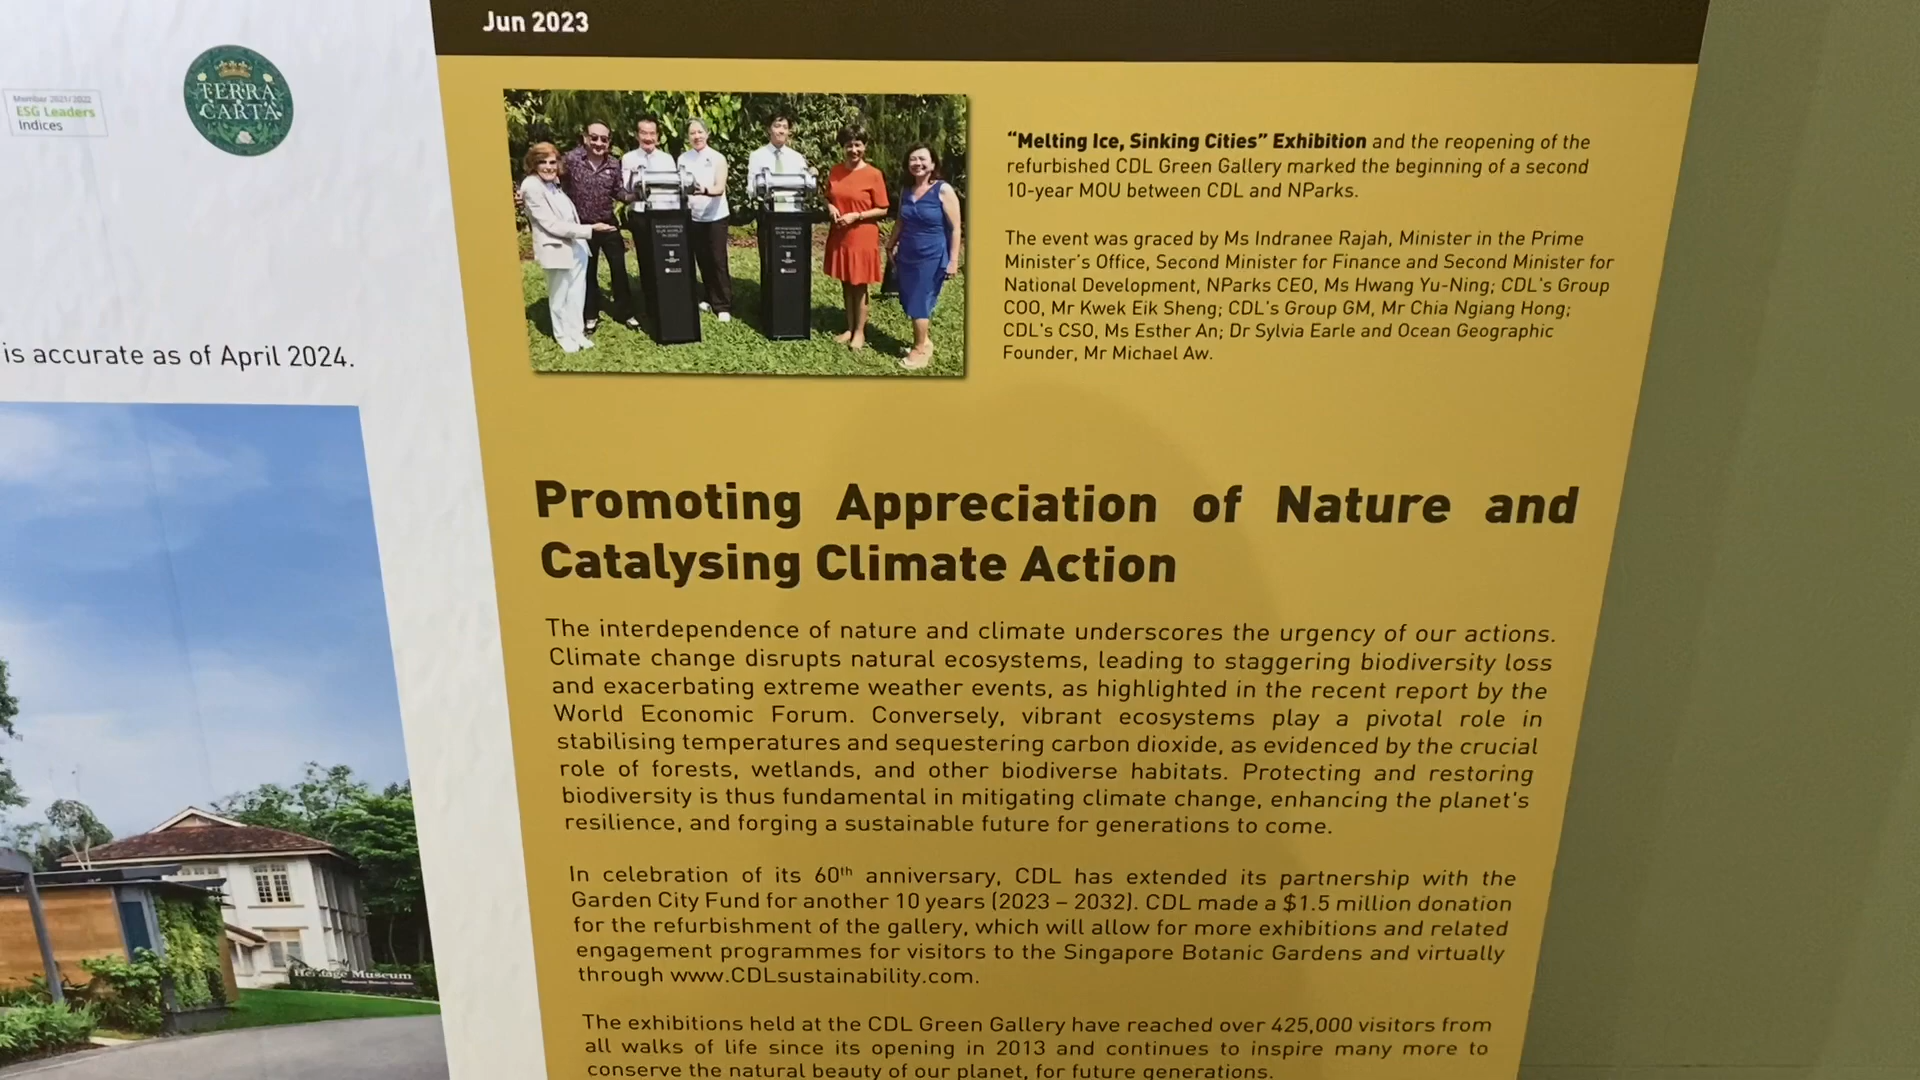 Member 2021/2022
ESG Leaders
Indices
TERRA
CARTA
is accurate as of April 2024.
Heritage Museum
Singapore Botanic Gardens
Jun 2023
“Melting Ice, Sinking Cities” Exhibition and the reopening of the
refurbished CDL Green Gallery marked the beginning of a second
10-year MOU between CDL and NParks.
The event was graced by Ms Indranee Rajah, Minister in the Prime
Minister's Office, Second Minister for Finance and Second Minister for
National Development, NParks CEO, Ms Hwang Yu-Ning; CDL's Group
COO, Mr Kwek Eik Sheng; CDL's Group GM, Mr Chia Ngiang Hong;
CDL's CSO, Ms Esther An; Dr Sylvia Earle and Ocean Geographic
Founder, Mr Michael Aw.
Promoting Appreciation of Nature and
Catalysing Climate Action
The interdependence of nature and climate underscores the urgency of our actions.
Climate change disrupts natural ecosystems, leading to staggering biodiversity loss
and exacerbating extreme weather events, as highlighted in the recent report by the
World Economic Forum. Conversely, vibrant ecosystems play a pivotal role in
stabilising temperatures and sequestering carbon dioxide, as evidenced by the crucial
role of forests, wetlands, and other biodiverse habitats. Protecting and restoring
biodiversity is thus fundamental in mitigating climate change, enhancing the planet's
resilience, and forging a sustainable future for generations to come.
In celebration of its 60th anniversary, CDL has extended its partnership with the
Garden City Fund for another 10 years (2023 – 2032). CDL made a $1.5 million donation
for the refurbishment of the gallery, which will allow for more exhibitions and related
engagement programmes for visitors to the Singapore Botanic Gardens and virtually
through www.CDLsustainability.com.
The exhibitions held at the CDL Green Gallery have reached over 425,000 visitors from
all walks of life since its opening in 2013 and continues to inspire many more to
conserve the natural beauty of our planet, for future generations.